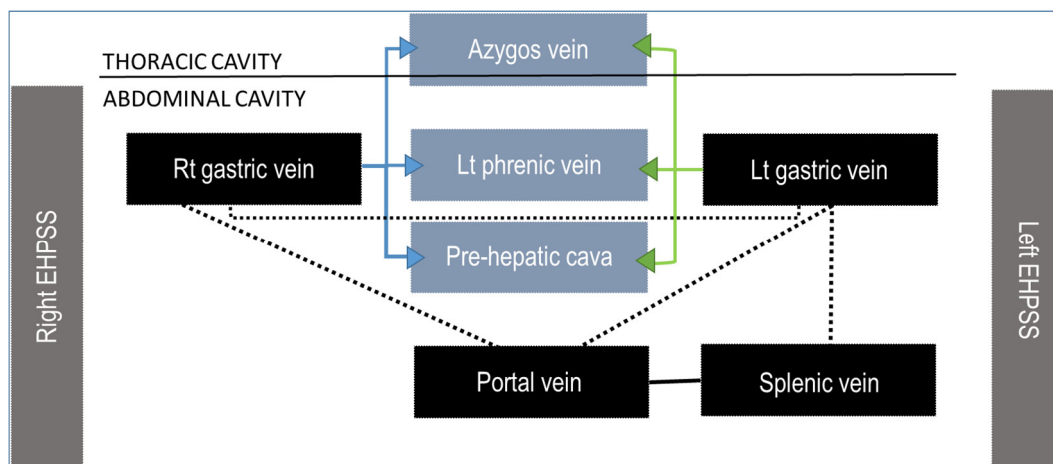 Azygos vein
THORACIC CAVITY
ABDOMINAL CAVITY
Right EHPSS
Rt gastric vein
Lt phrenic vein
Lt gastric vein
Left EHPSS
Pre-hepatic cava
Portal vein
Splenic vein